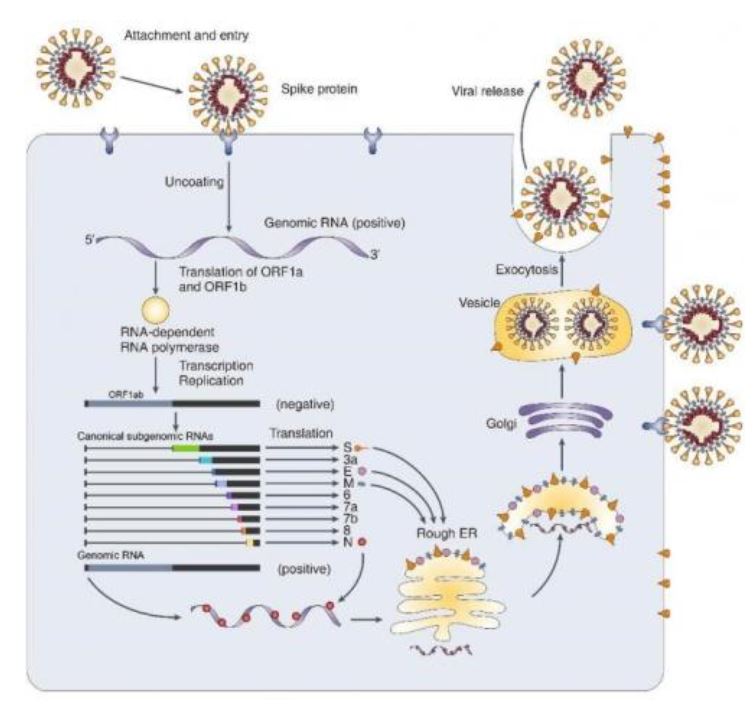 Attachment and entry
Spike protein
Viral release
Uncoating
Genomic RNA (positive)
5'
3'
Translation of ORF1a
and ORF1b
Exocytosis
Vesicle
RNA-dependent
RNA polymerase
Transcription
Replication
ORF1ab
(negative)
Golgi
Canonical subgenomic RNAs
Translation
S
3a
E
M
6
7a
7b
8
N
Rough ER
Genomic RNA
(positive)